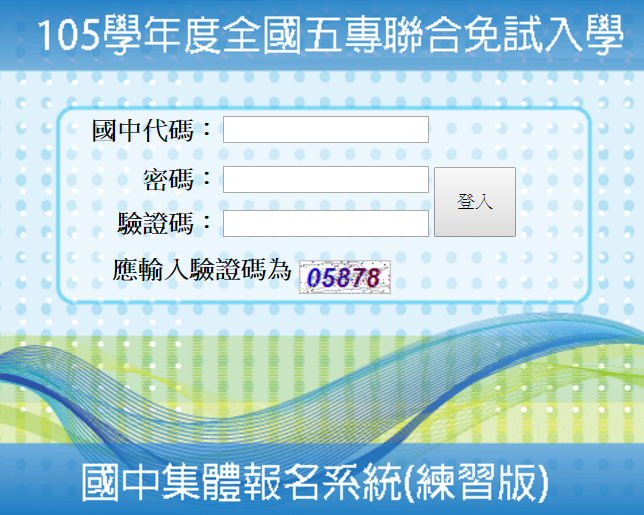 105學年度全國五專聯合免試入學
國中代碼：
密碼：
登入
驗證碼：
應輸入驗證碼為 05878
國中集體報名系統(練習版)